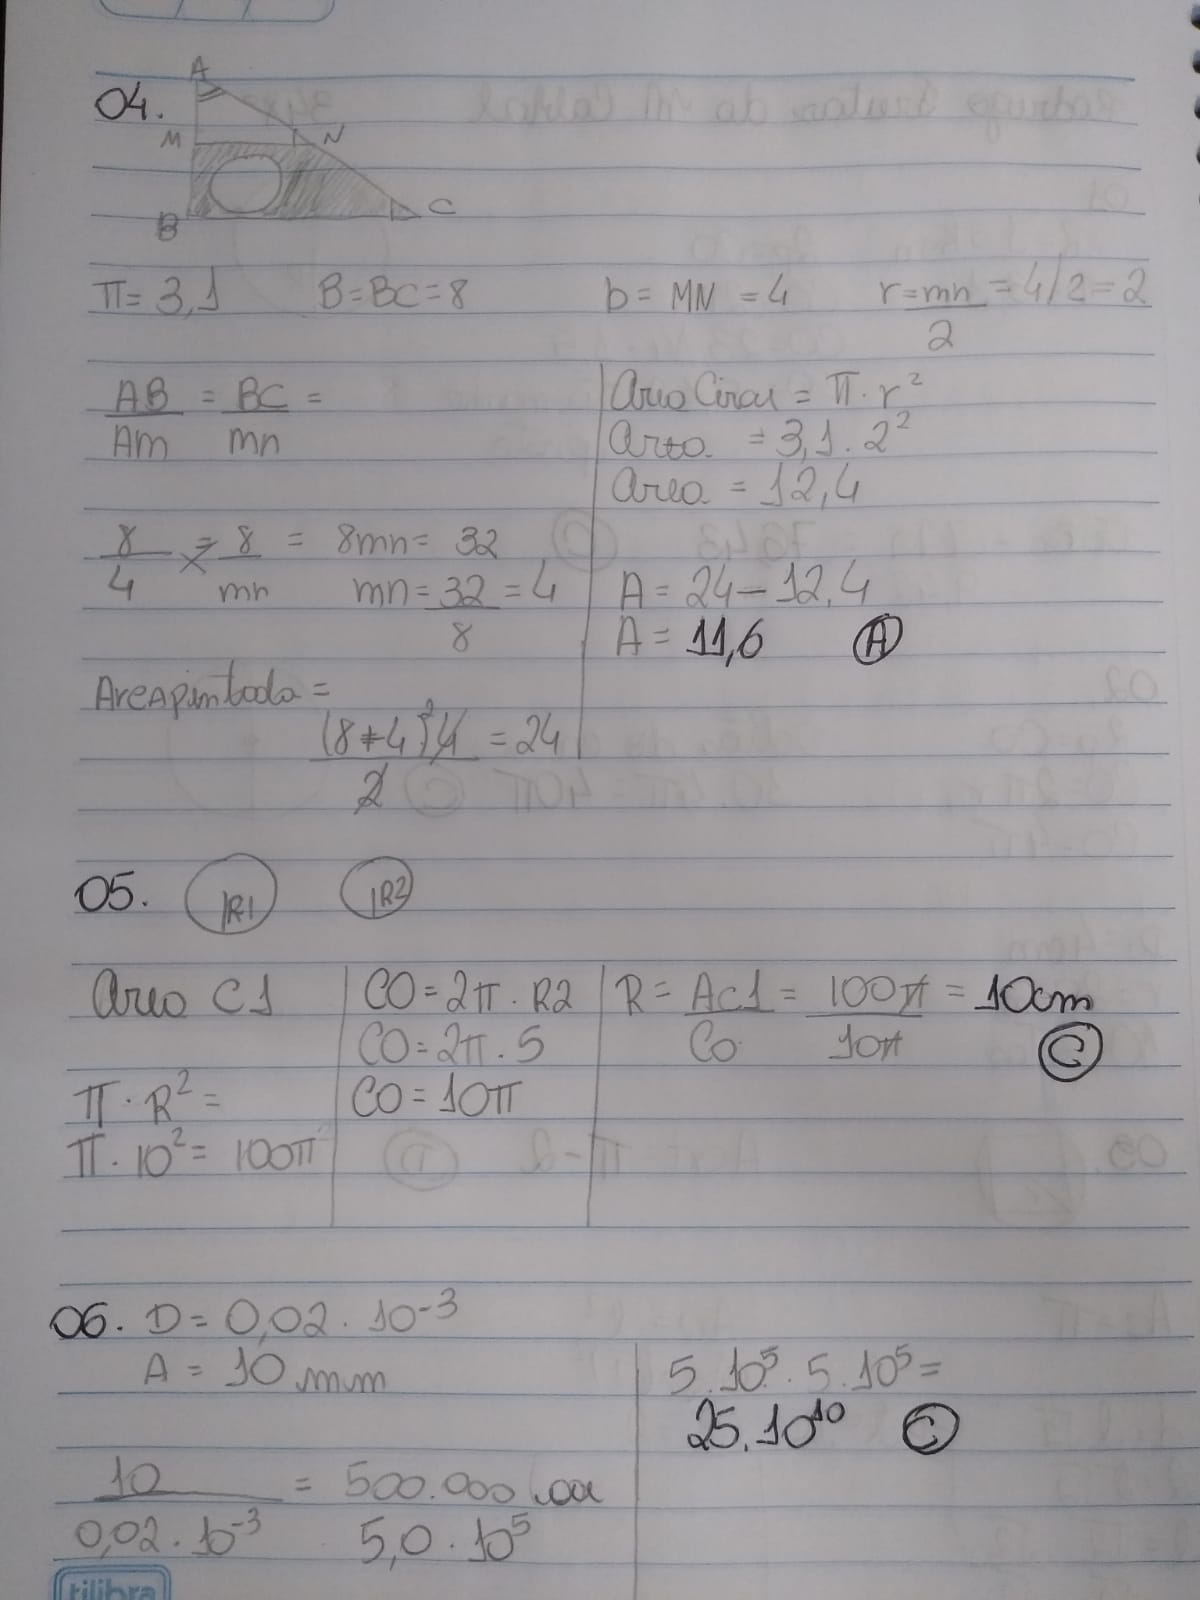 04.
A
M
N
B
C
π = 3,1 B = BC = 8 b = MN = 4 r = mn/2 = 4/2 = 2
AB/Am = BC/mn =
8/4 = 8/mn = 8mn = 32
mn = 32/8 = 4
Area pintada =
(8+4)4/2 = 24
π · r²
= 3,1 . 2²
Area = 12,4
A = 24 - 12,4
A = 11,6 (A)
05. R1 R2
Area C1
π · R² =
π · 10² = 100π
CO = 2π · R2
CO = 2π . 5
CO = 10π
R = Ac1/Co = 100π/10π = 10cm
(C)
06. D = 0,02 . 10⁻³
A = 10 mm
10/0,02 . 10⁻³ = 500.000
5,0 . 10⁵
5 . 10⁵ . 5 . 10⁵ =
25.10¹⁰ (C)
tilibra